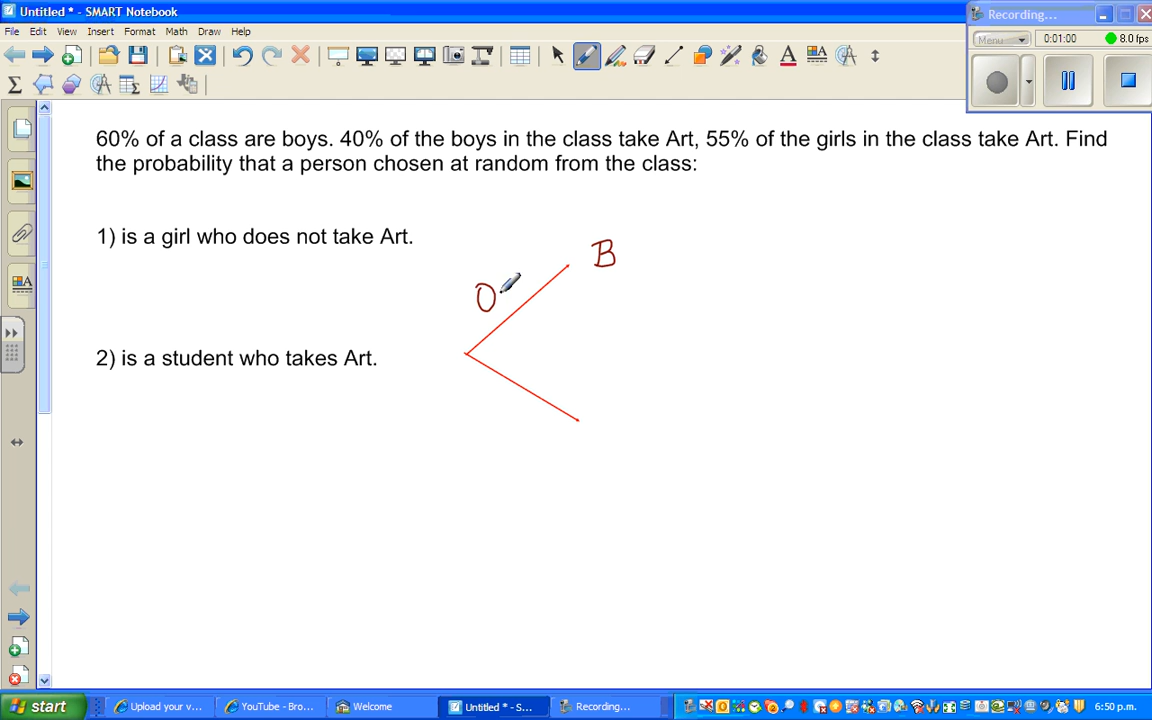 Untitled * - SMART Notebook
Recording...
File Edit View Insert Format Math Draw Help
Menu
0:01:00
8.0 fps
60% of a class are boys. 40% of the boys in the class take Art, 55% of the girls in the class take Art. Find
the probability that a person chosen at random from the class:
1) is a girl who does not take Art.
B
0.
2) is a student who takes Art.
start
Upload your v...
YouTube - Bro...
Welcome
Untitled * - S...
Recording...
6:50 p.m.